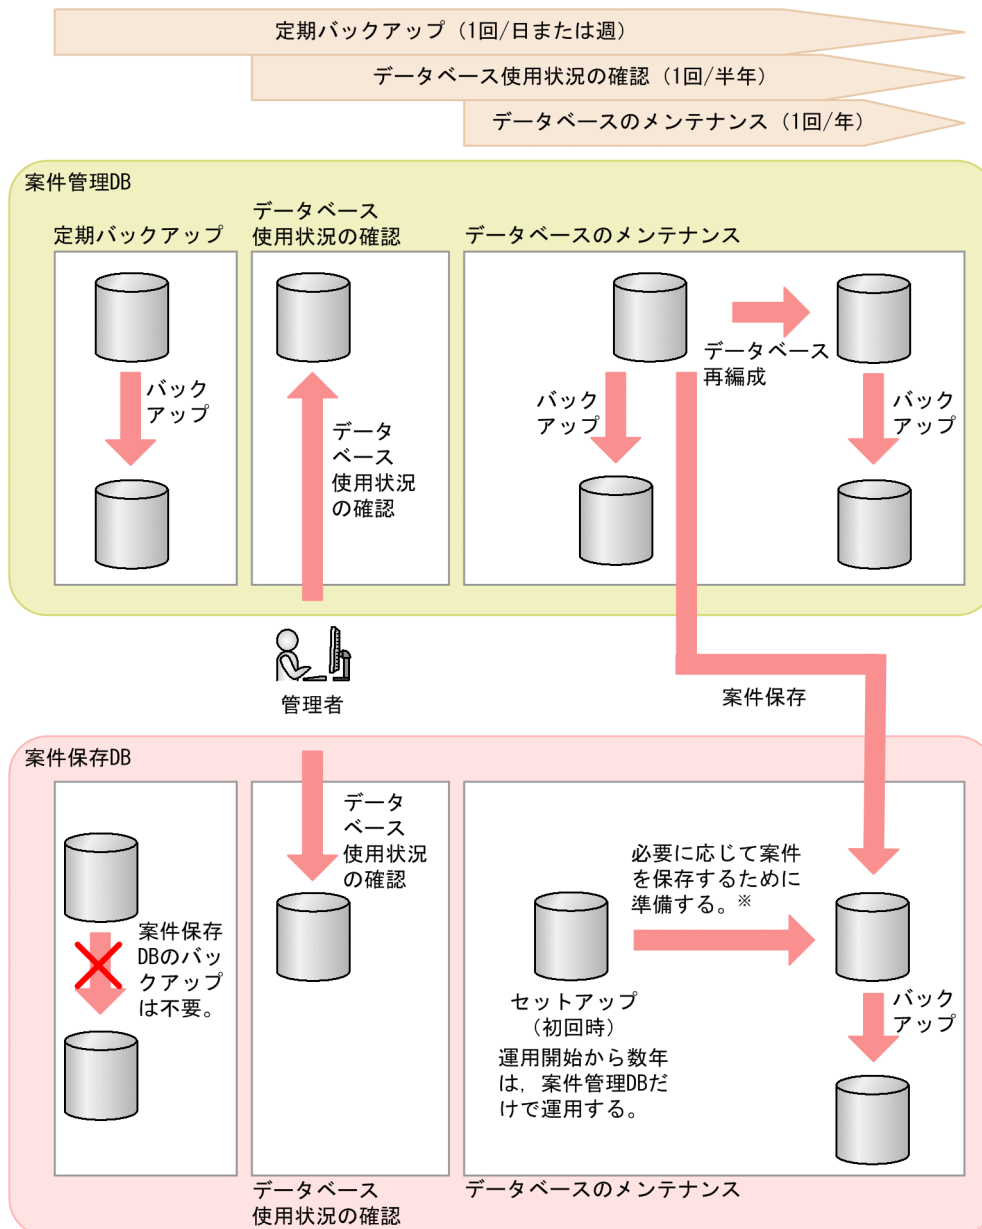 定期バックアップ（1回/日または週）
データベース使用状況の確認（1回/半年）
データベースのメンテナンス（1回/年）
案件管理DB
定期バックアップ
データベース
使用状況の確認
データベースのメンテナンス
バック
アップ
データ
ベース
使用状況
の確認
データベース
再編成
バック
アップ
バック
アップ
管理者
案件保存
案件保存DB
案件保存
DBのバッ
クアップ
は不要。
データ
ベース
使用状況
の確認
必要に応じて案件
を保存するために
準備する。※
セットアップ
（初回時）
運用開始から数年
は，案件管理DBだ
けで運用する。
バック
アップ
データベース
使用状況の確認
データベースのメンテナンス